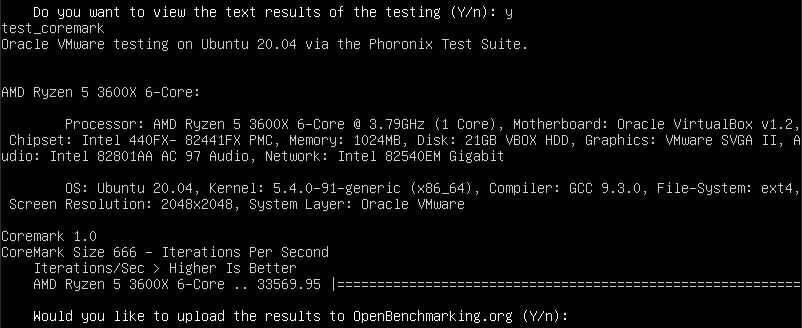 Do you want to view the text results of the testing (Y/n): y
test_coremark
Oracle VMware testing on Ubuntu 20.04 via the Phoronix Test Suite.
AMD Ryzen 5 3600X 6-Core:
Processor: AMD Ryzen 5 3600X 6-Core @ 3.79GHz (1 Core), Motherboard: Oracle VirtualBox v1.2,
Chipset: Intel 440FX- 82441FX PMC, Memory: 1024MB, Disk: 21GB VBOX HDD, Graphics: VMware SVGA II, A
udio: Intel 82801AA AC 97 Audio, Network: Intel 82540EM Gigabit
OS: Ubuntu 20.04, Kernel: 5.4.0-91-generic (x86_64), Compiler: GCC 9.3.0, File-System: ext4,
Screen Resolution: 2048x2048, System Layer: Oracle VMware
Coremark 1.0
CoreMark Size 666 - Iterations Per Second
Iterations/Sec > Higher Is Better
AMD Ryzen 5 3600X 6-Core .. 33569.95 |==========================================================
Would you like to upload the results to OpenBenchmarking.org (Y/n):